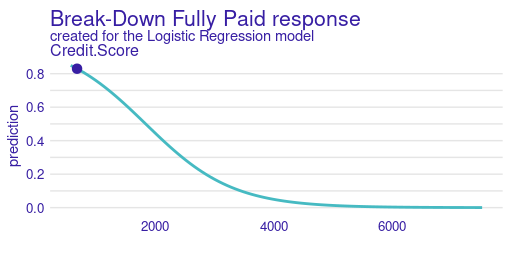 Break-Down Fully Paid response
created for the Logistic Regression model
Credit.Score
prediction
0.8
0.6
0.4
0.2
0.0
2000 4000 6000